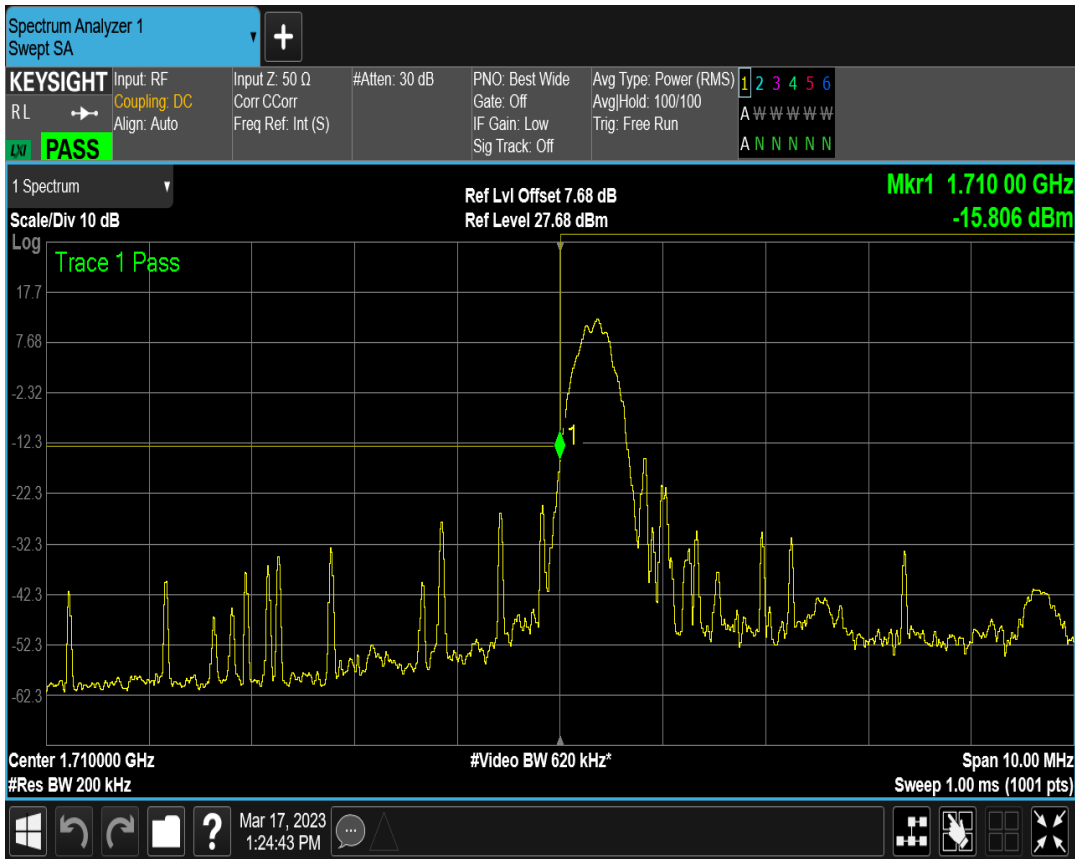 Spectrum Analyzer 1
Swept SA
+
KEYSIGHT
R L
LXI PASS
Input: RF
Coupling: DC
Align: Auto
Input Z: 50 Ω
Corr CCorr
Freq Ref: Int (S)
#Atten: 30 dB
PNO: Best Wide
Gate: Off
IF Gain: Low
Sig Track: Off
Avg Type: Power (RMS)
Avg|Hold: 100/100
Trig: Free Run
1 2 3 4 5 6
A W W W W W
A N N N N N
1 Spectrum
Scale/Div 10 dB
Ref Lvl Offset 7.68 dB
Ref Level 27.68 dBm
Mkr1 1.710 00 GHz
-15.806 dBm
Log
Trace 1 Pass
17.7
7.68
-2.32
-12.3
1
-22.3
-32.3
-42.3
-52.3
-62.3
Center 1.710000 GHz
#Video BW 620 kHz*
Span 10.00 MHz
#Res BW 200 kHz
Sweep 1.00 ms (1001 pts)
?
Mar 17, 2023
1:24:43 PM